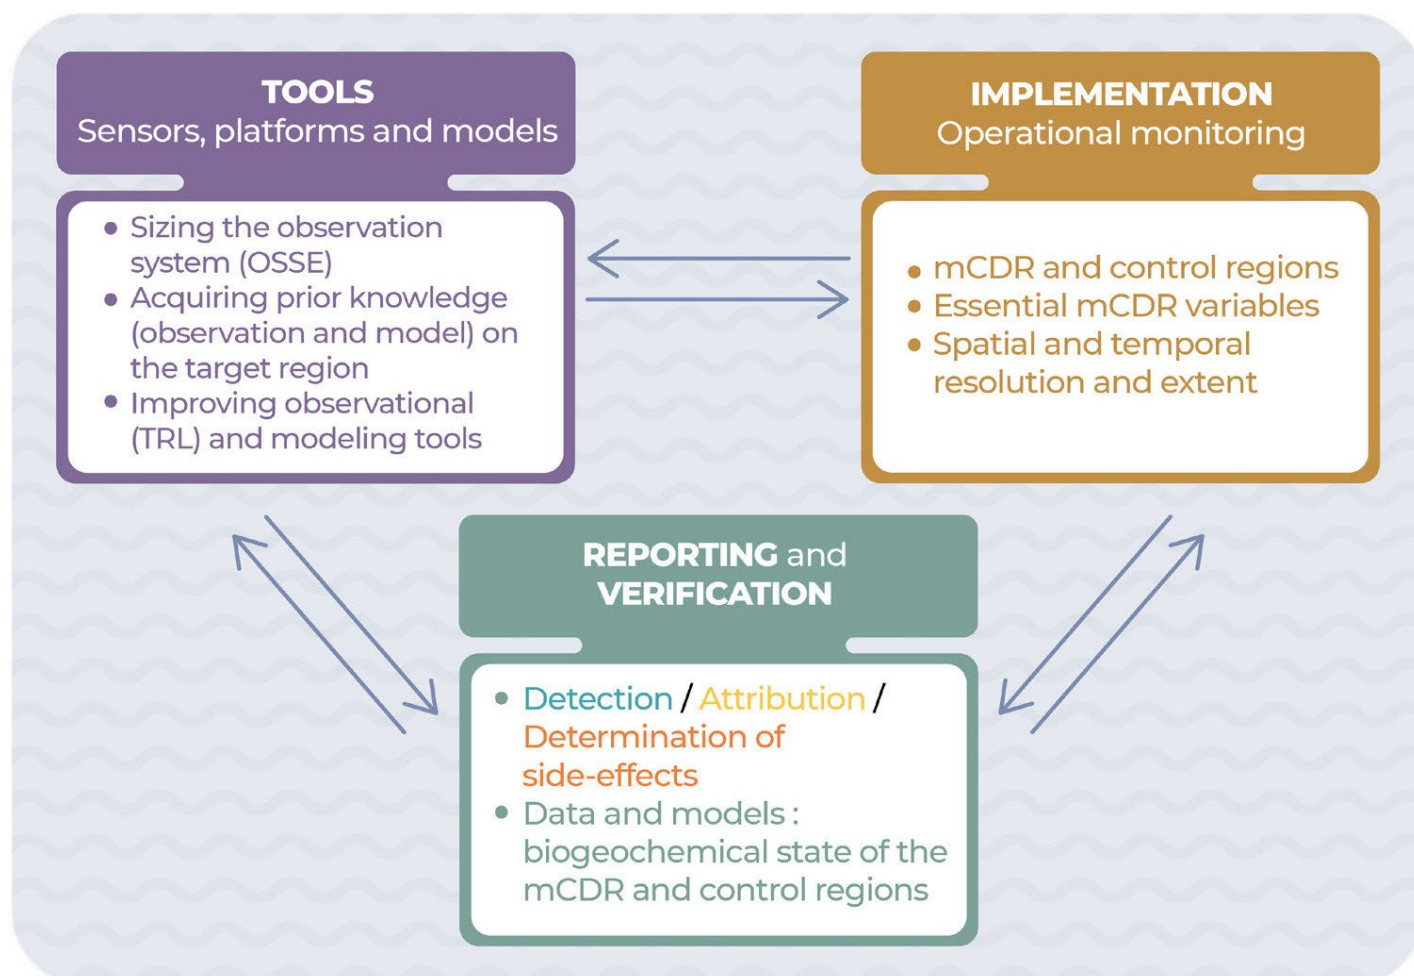 TOOLS
Sensors, platforms and models
• Sizing the observation
system (OSSE)
• Acquiring prior knowledge
(observation and model) on
the target region
• Improving observational
(TRL) and modeling tools
IMPLEMENTATION
Operational monitoring
• mCDR and control regions
• Essential mCDR variables
• Spatial and temporal
resolution and extent
REPORTING and
VERIFICATION
• Detection / Attribution /
Determination of
side-effects
• Data and models :
biogeochemical state of the
mCDR and control regions